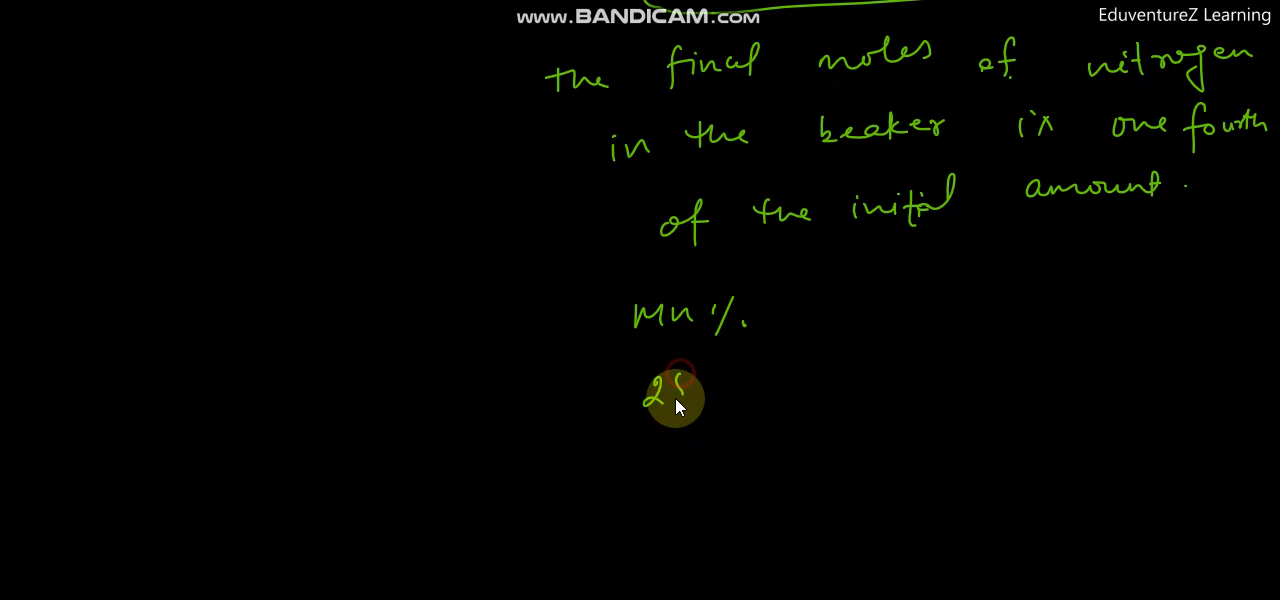 www.BANDICAM.com
EduventureZ Learning
the final moles of nitrogen
in the beaker is one fourth
of the initial amount.
Mn %.